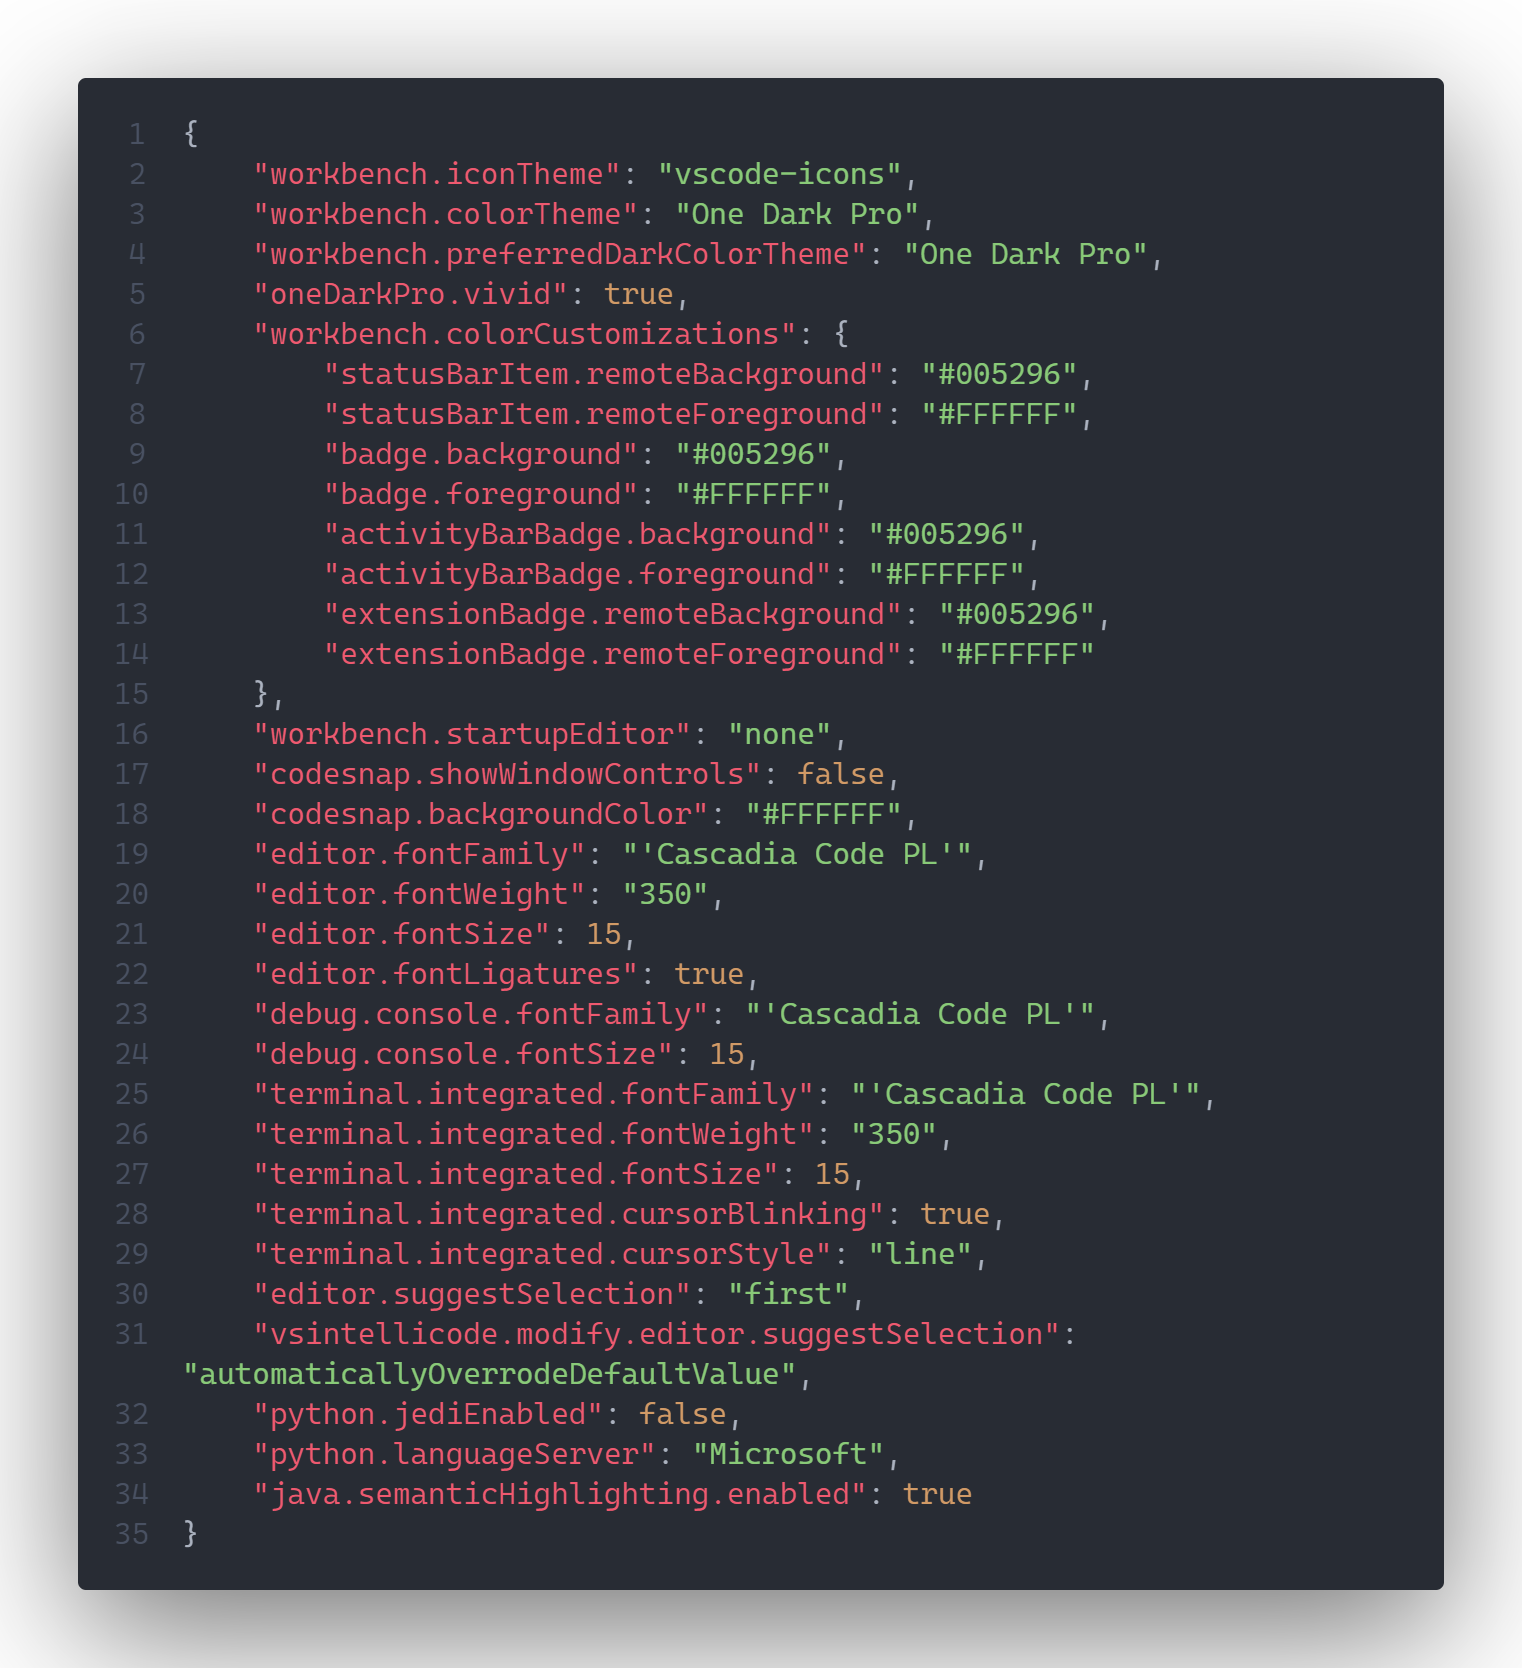 1 {
2     "workbench.iconTheme": "vscode-icons",
3     "workbench.colorTheme": "One Dark Pro",
4     "workbench.preferredDarkColorTheme": "One Dark Pro",
5     "oneDarkPro.vivid": true,
6     "workbench.colorCustomizations": {
7         "statusBarItem.remoteBackground": "#005296",
8         "statusBarItem.remoteForeground": "#FFFFFF",
9         "badge.background": "#005296",
10         "badge.foreground": "#FFFFFF",
11         "activityBarBadge.background": "#005296",
12         "activityBarBadge.foreground": "#FFFFFF",
13         "extensionBadge.remoteBackground": "#005296",
14         "extensionBadge.remoteForeground": "#FFFFFF"
15     },
16     "workbench.startupEditor": "none",
17     "codesnap.showWindowControls": false,
18     "codesnap.backgroundColor": "#FFFFFF",
19     "editor.fontFamily": "'Cascadia Code PL'",
20     "editor.fontWeight": "350",
21     "editor.fontSize": 15,
22     "editor.fontLigatures": true,
23     "debug.console.fontFamily": "'Cascadia Code PL'",
24     "debug.console.fontSize": 15,
25     "terminal.integrated.fontFamily": "'Cascadia Code PL'",
26     "terminal.integrated.fontWeight": "350",
27     "terminal.integrated.fontSize": 15,
28     "terminal.integrated.cursorBlinking": true,
29     "terminal.integrated.cursorStyle": "line",
30     "editor.suggestSelection": "first",
31     "vsintellicode.modify.editor.suggestSelection":
"automaticallyOverrodeDefaultValue",
32     "python.jediEnabled": false,
33     "python.languageServer": "Microsoft",
34     "java.semanticHighlighting.enabled": true
35 }